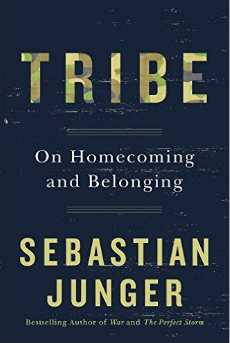 TRIBE
On Homecoming
and Belonging
SEBASTIAN
JUNGER
Bestselling Author of War and The Perfect Storm